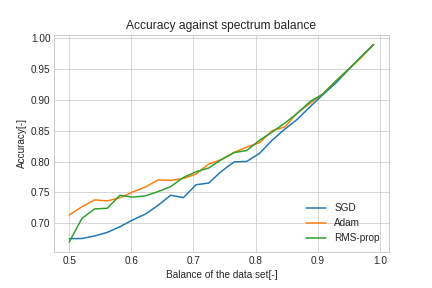 Accuracy against spectrum balance
1.00
0.95
0.90
0.85
0.80
0.75
0.70
Accuracy[-]
SGD
Adam
RMS-prop
0.5 0.6 0.7 0.8 0.9 1.0
Balance of the data set[-]